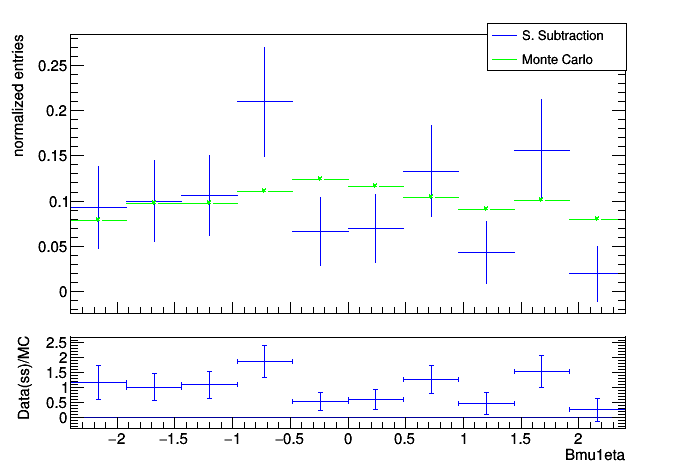 S. Subtraction
Monte Carlo
normalized entries
0.25
0.2
0.15
0.1
0.05
0
Data(ss)/MC
2.5
2
1.5
1
0.5
0
−2 −1.5 −1 −0.5 0 0.5 1 1.5 2
Bmu1eta